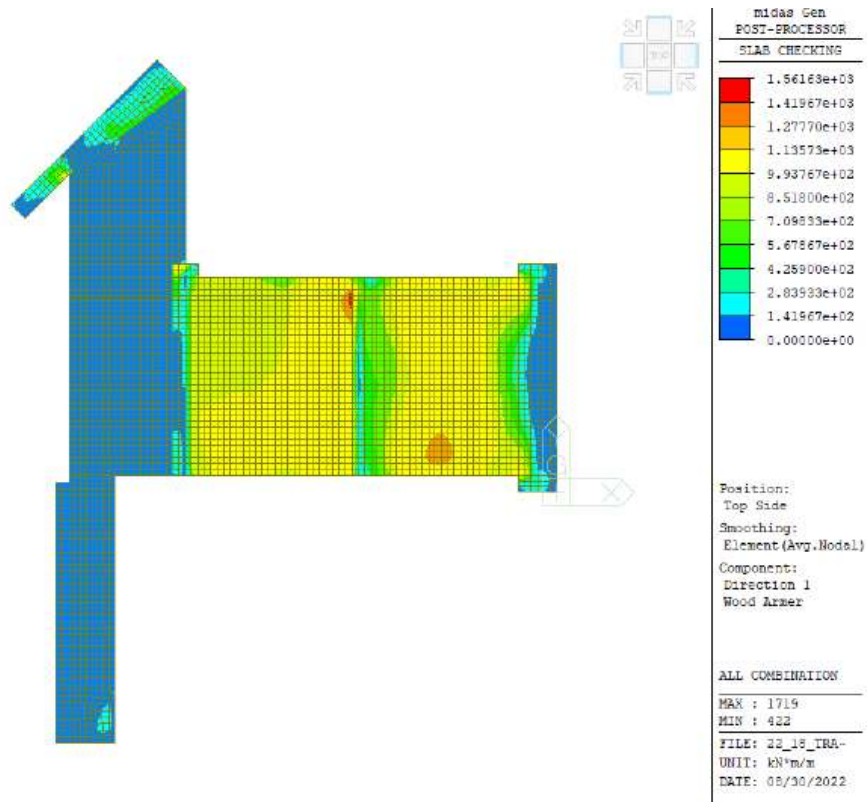 midas Gen
POST-PROCESSOR
SLAB CHECKING
1.56163e+03
1.41967e+03
1.27770e+03
1.13573e+03
9.93767e+02
8.51800e+02
7.09833e+02
5.67867e+02
4.25900e+02
2.83933e+02
1.41967e+02
0.00000e+00
X
Position:
Top Side
Smoothing:
Element(Avg.Nodal)
Component:
Direction 1
Wood Armer
ALL COMBINATION
MAX : 1719
MIN : 422
FILE: 22_18_TRA~
UNIT: kN*m/m
DATE: 08/30/2022